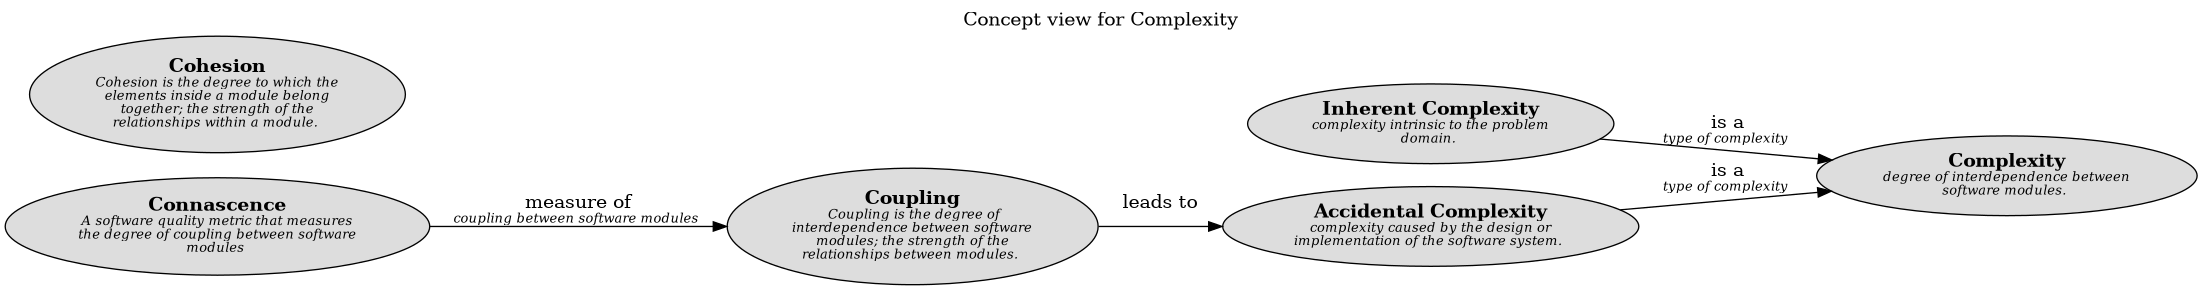 Concept view for Complexity
Cohesion
Cohesion is the degree to which the
elements inside a module belong
together; the strength of the
relationships within a module.
Connascence
A software quality metric that measures
the degree of coupling between software
modules
measure of
coupling between software modules
Coupling
Coupling is the degree of
interdependence between software
modules; the strength of the
relationships between modules.
leads to
Inherent Complexity
complexity intrinsic to the problem
domain.
Accidental Complexity
complexity caused by the design or
implementation of the software system.
is a
type of complexity
is a
type of complexity
Complexity
degree of interdependence between
software modules.